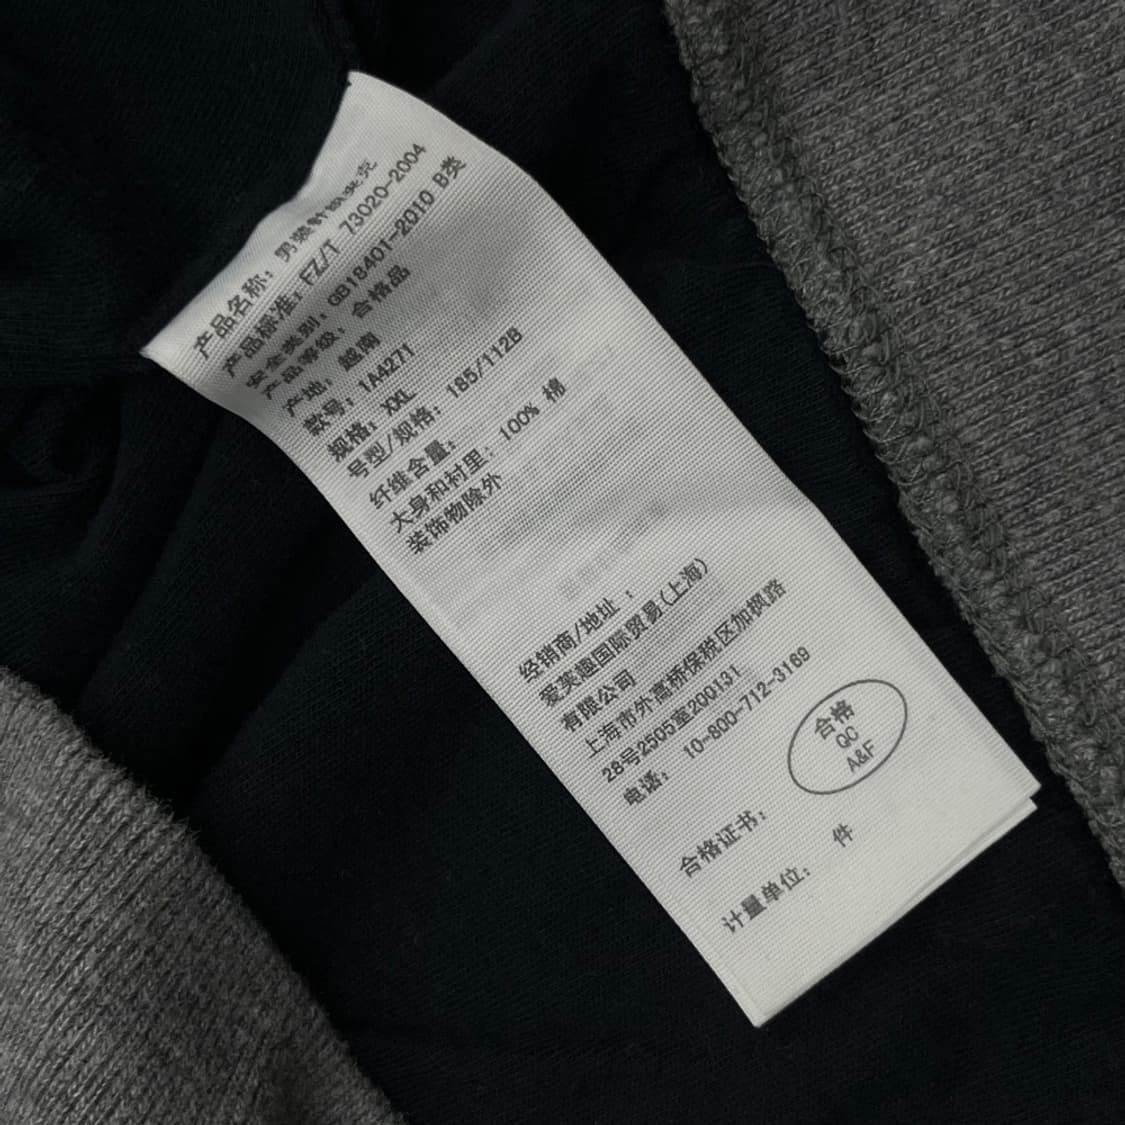 产品名称: 男装针织夹克
产品标准: FZ/T 73020-2004
安全类别: GB18401-2010 B类
产品等级: 合格品
产地: 越南
款号: 1A4271
规格: XXL
号型/规格: 185/112B
纤维含量:
大身和衬里: 100% 棉
装饰物除外
经销商/地址 :
爱芙趣国际贸易(上海)
有限公司
上海市外高桥保税区加枫路
28号2505室200131
电话: 10-800-712-3169
合格
QC
A&F
合格证书:
计量单位: 件